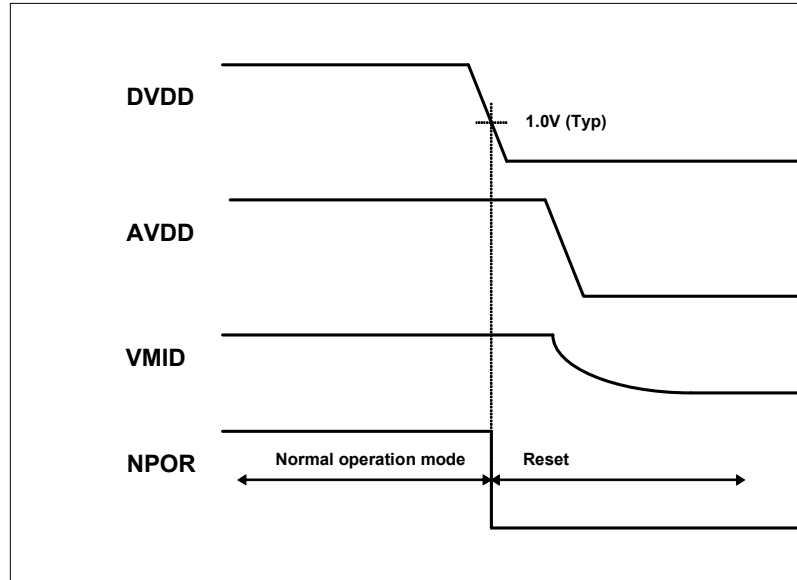 DVDD
1.0V (Typ)
AVDD
VMID
NPOR
Normal operation mode
Reset